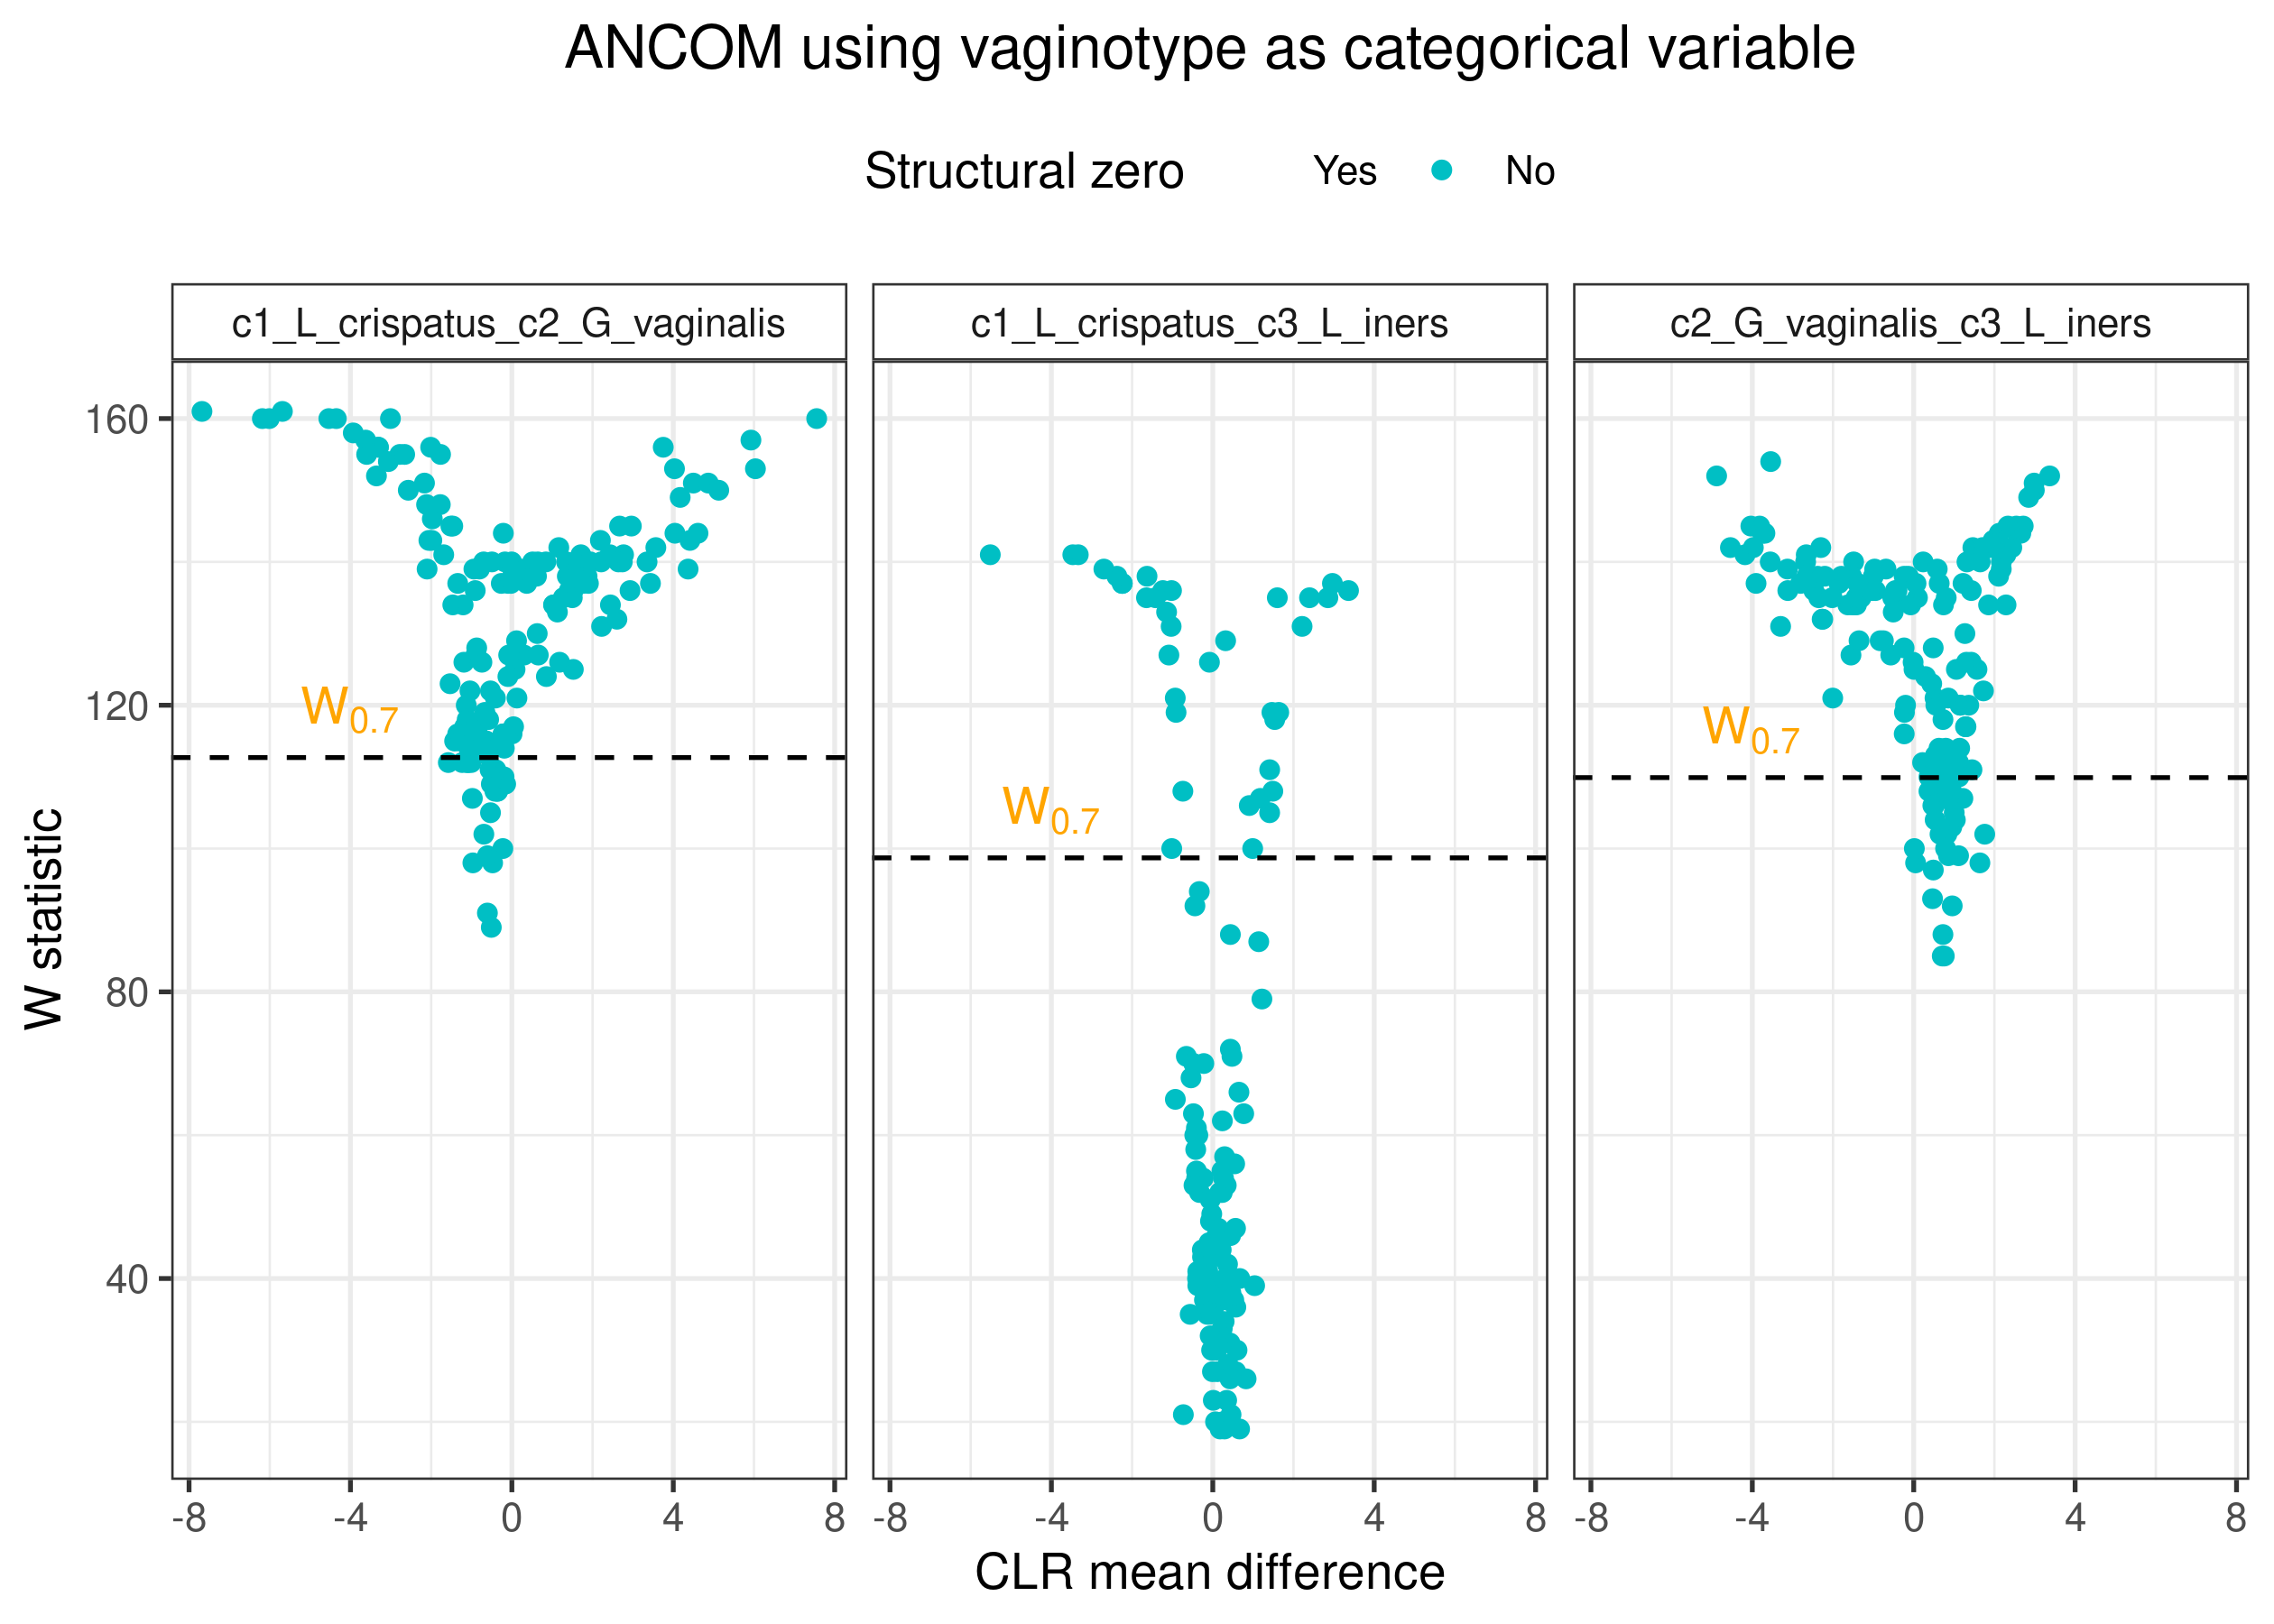 ANCOM using vaginotype as categorical variable
Structural zero Yes No
c1_L_crispatus_c2_G_vaginalis c1_L_crispatus_c3_L_iners c2_G_vaginalis_c3_L_iners
160
120
80
40
W statistic
W0.7
W0.7
W0.7
-8 -4 0 4 8 -8 -4 0 4 8 -8 -4 0 4 8
CLR mean difference